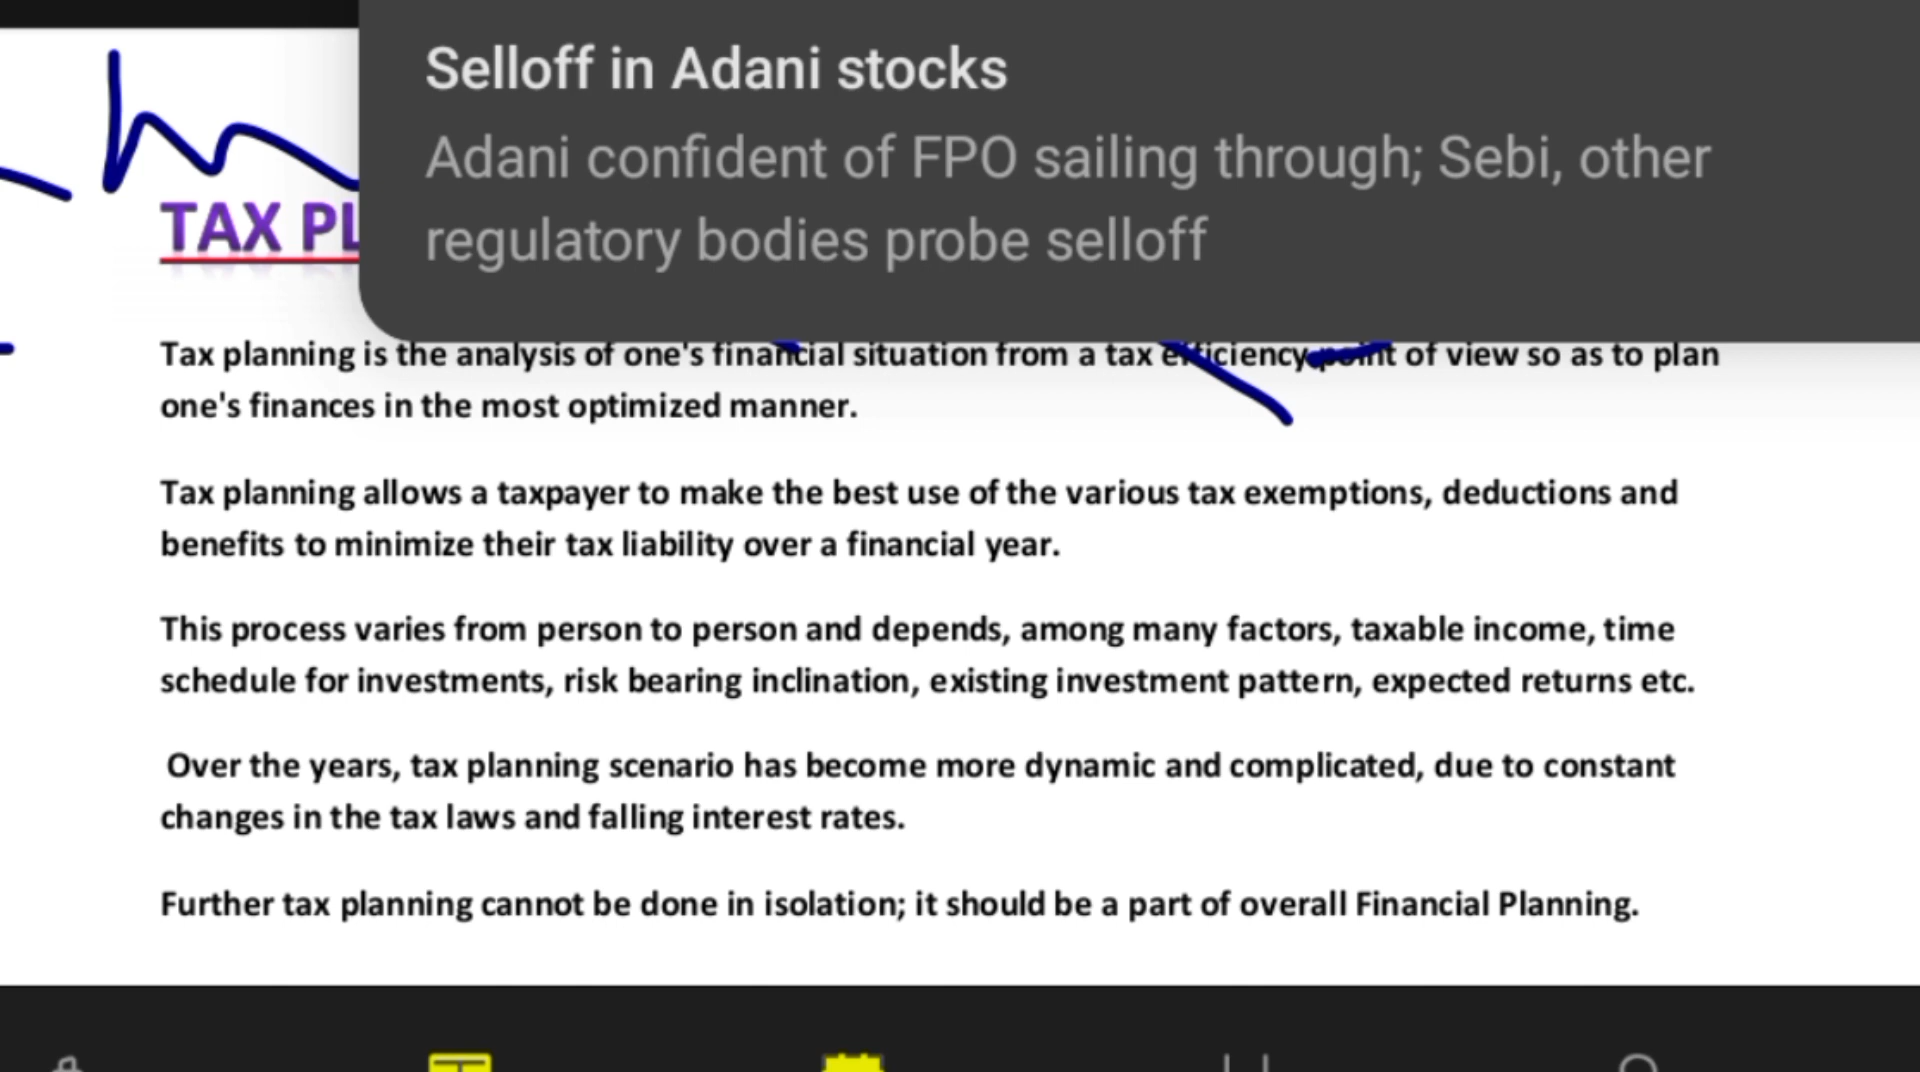 Selloff in Adani stocks
Adani confident of FPO sailing through; Sebi, other
regulatory bodies probe selloff
TAX PL
Tax planning is the analysis of one's financial situation from a tax efficiency point of view so as to plan
one's finances in the most optimized manner.
Tax planning allows a taxpayer to make the best use of the various tax exemptions, deductions and
benefits to minimize their tax liability over a financial year.
This process varies from person to person and depends, among many factors, taxable income, time
schedule for investments, risk bearing inclination, existing investment pattern, expected returns etc.
Over the years, tax planning scenario has become more dynamic and complicated, due to constant
changes in the tax laws and falling interest rates.
Further tax planning cannot be done in isolation; it should be a part of overall Financial Planning.